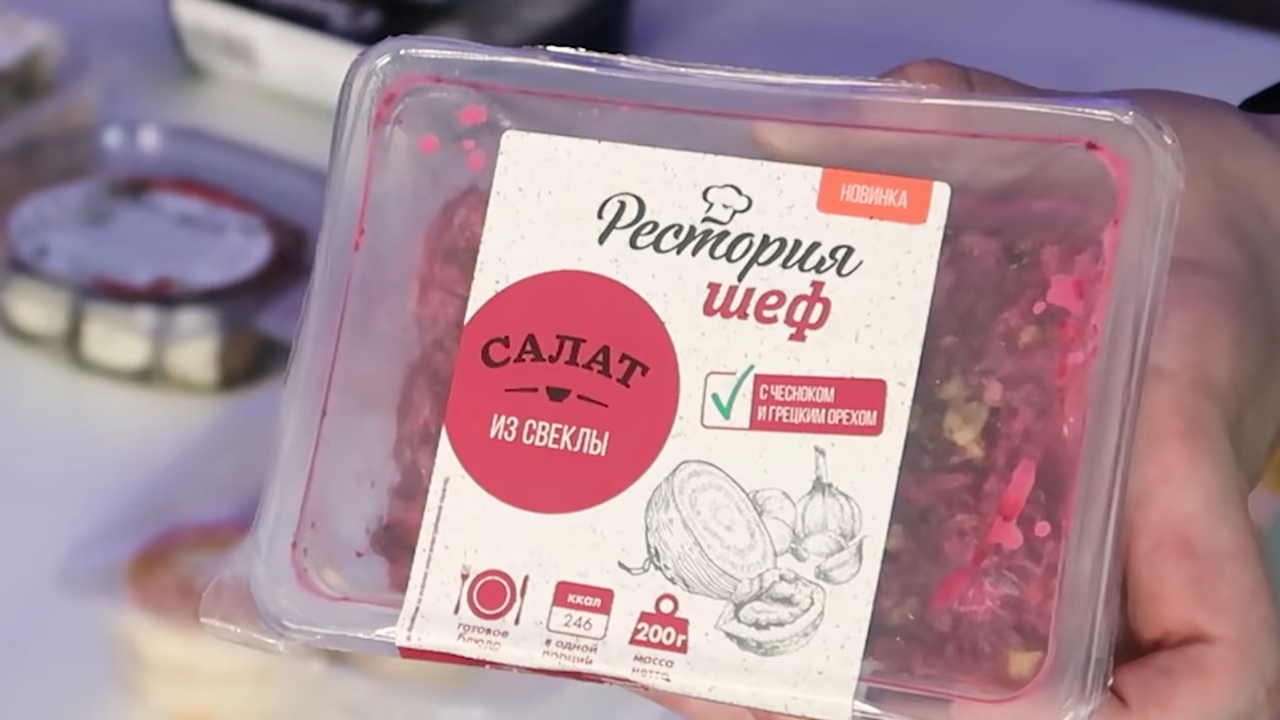 НОВИНКА
Рестория
шеф
САЛАТ
ИЗ СВЕКЛЫ
С ЧЕСНОКОМ
И ГРЕЦКИМ ОРЕХОМ
готовое
блюдо
ккал
246
в одной
порции
200г
масса
нетто